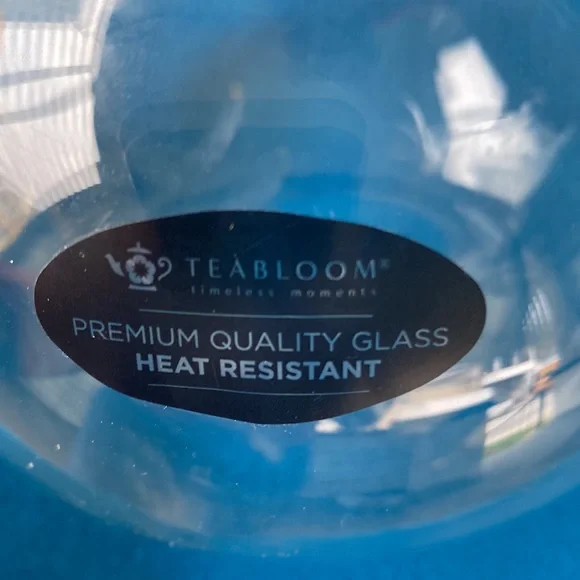 TEABLOOM®
timeless moments
PREMIUM QUALITY GLASS
HEAT RESISTANT